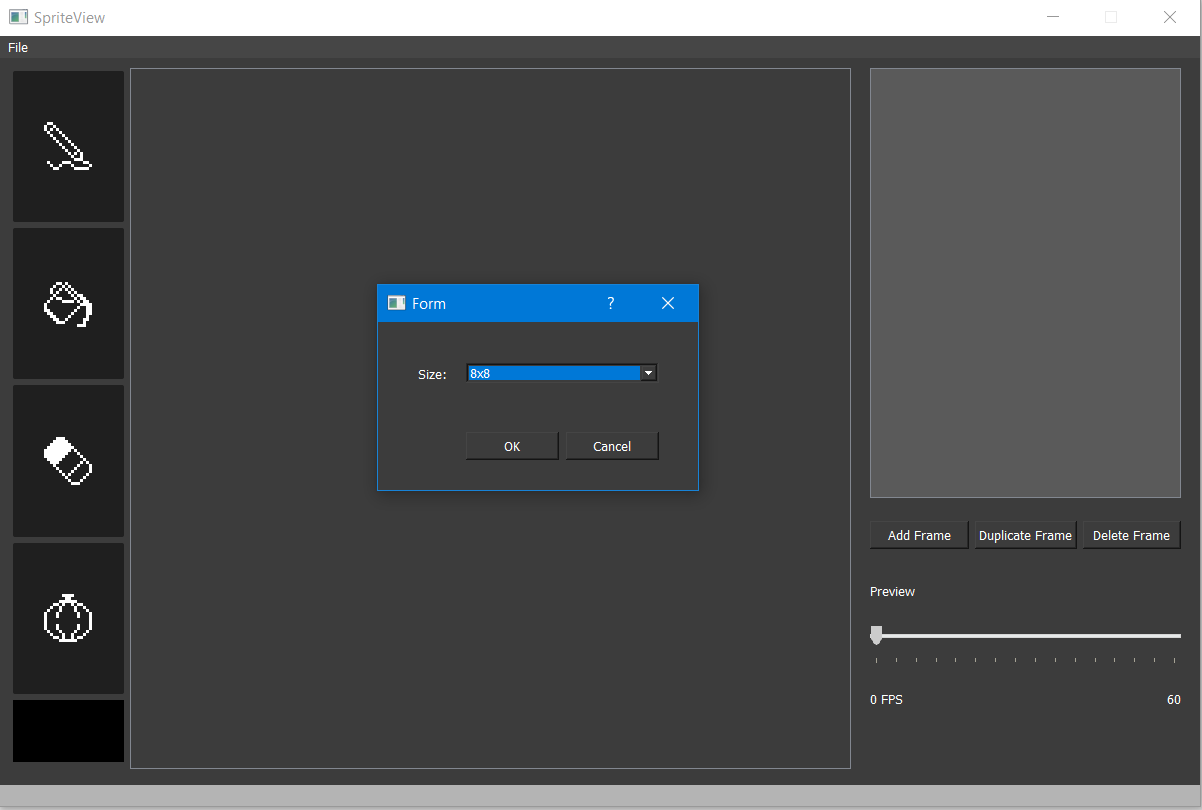 SpriteView
File
Form
?
Size:
8x8
OK
Cancel
Add Frame
Duplicate Frame
Delete Frame
Preview
0 FPS
60